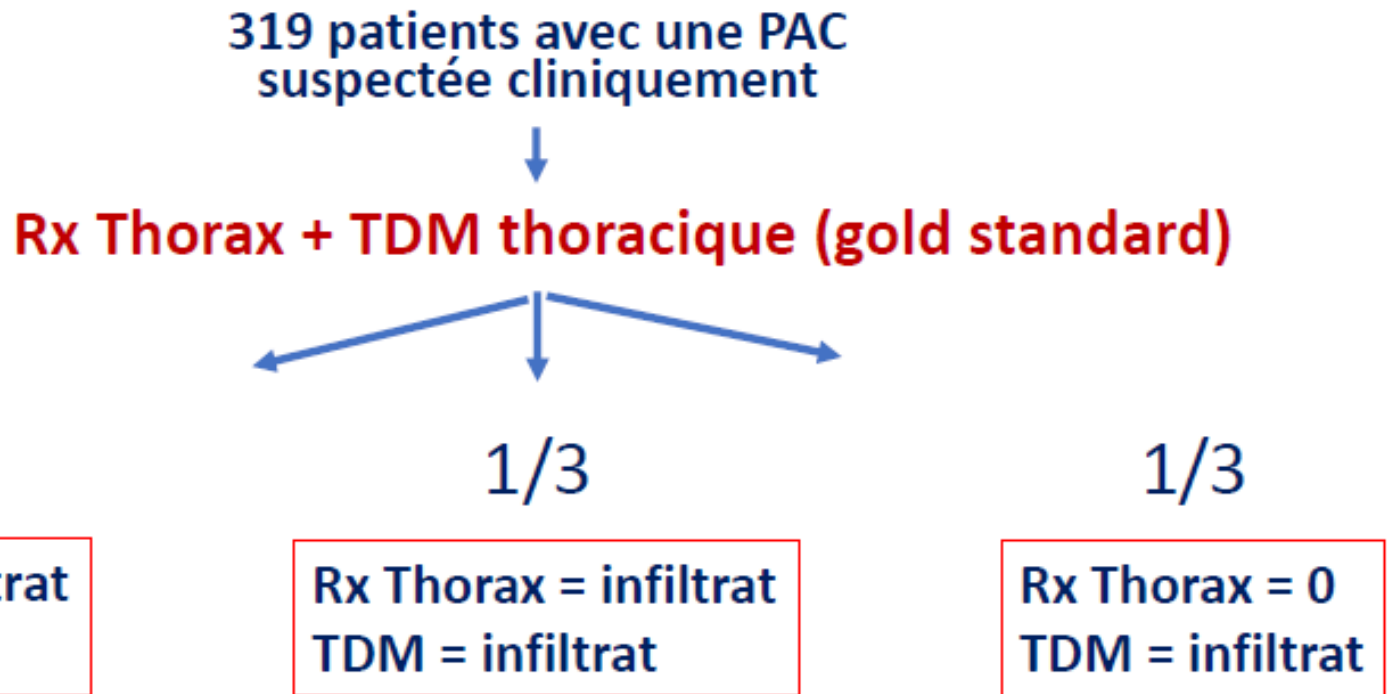 319 patients avec une PAC
suspectée cliniquement
Rx Thorax + TDM thoracique (gold standard)
1/3
1/3
Rx Thorax = infiltrat
TDM = infiltrat
Rx Thorax = 0
TDM = infiltrat